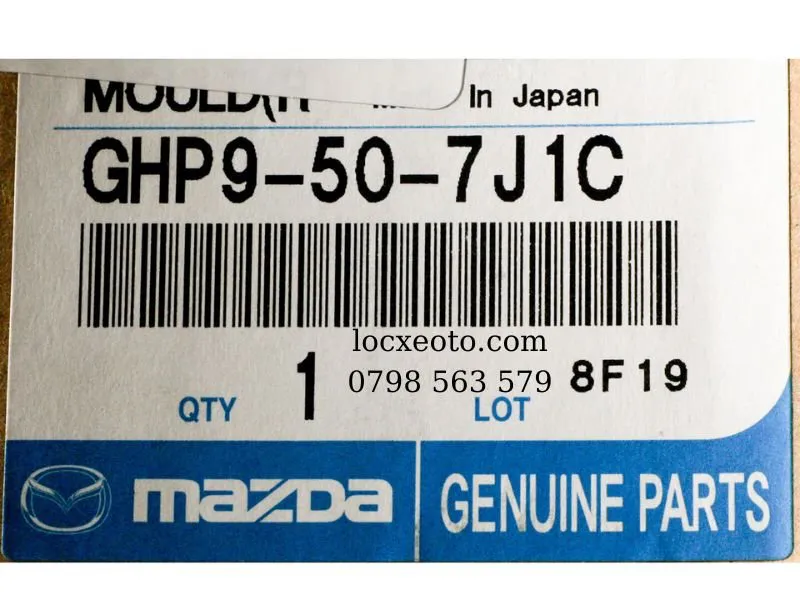 In Japan
GHP9-50-7J1C
locxeoto.com
0798 563 579
QTY 1 LOT 8F19
mazda GENUINE PARTS